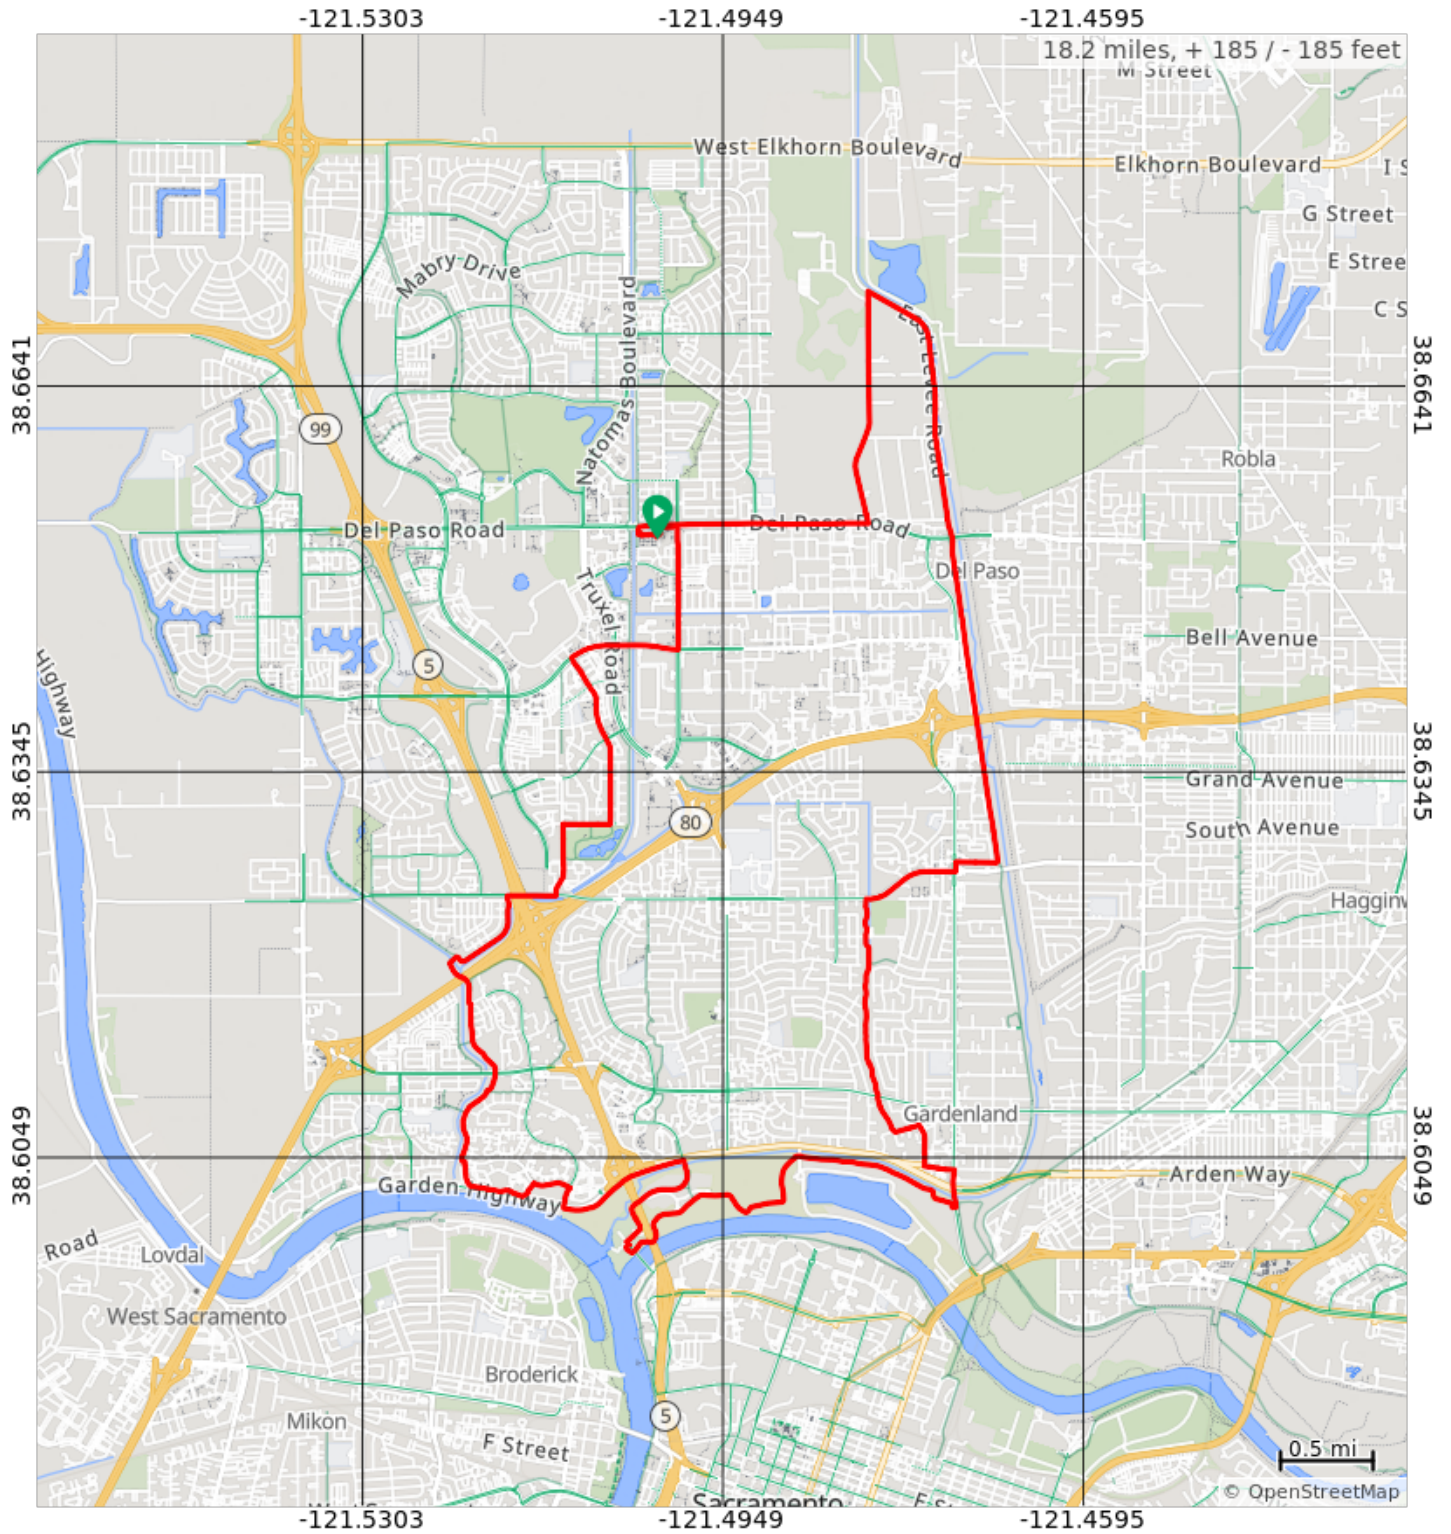 -121.5303
-121.4949
-121.4595
18.2 miles, + 185 / - 185 feet
M Street
West Elkhorn Boulevard
Elkhorn Boulevard
I S
G Street
E Stree
C S
Mabry Drive
Natomas Boulevard
East Levee Road
38.6641
38.6641
99
Robla
Del Paso Road
Del Paso Road
Del Paso
Truxel Road
Bell Avenue
5
Highway
38.6345
38.6345
Grand Avenue
80
South Avenue
Haggin
Gardenland
38.6049
38.6049
Arden Way
Garden Highway
Road
Lovdal
West Sacramento
Broderick
Mikon
5
F Street
0.5 mi
© OpenStreetMap
Sacramento
-121.5303
-121.4949
-121.4595